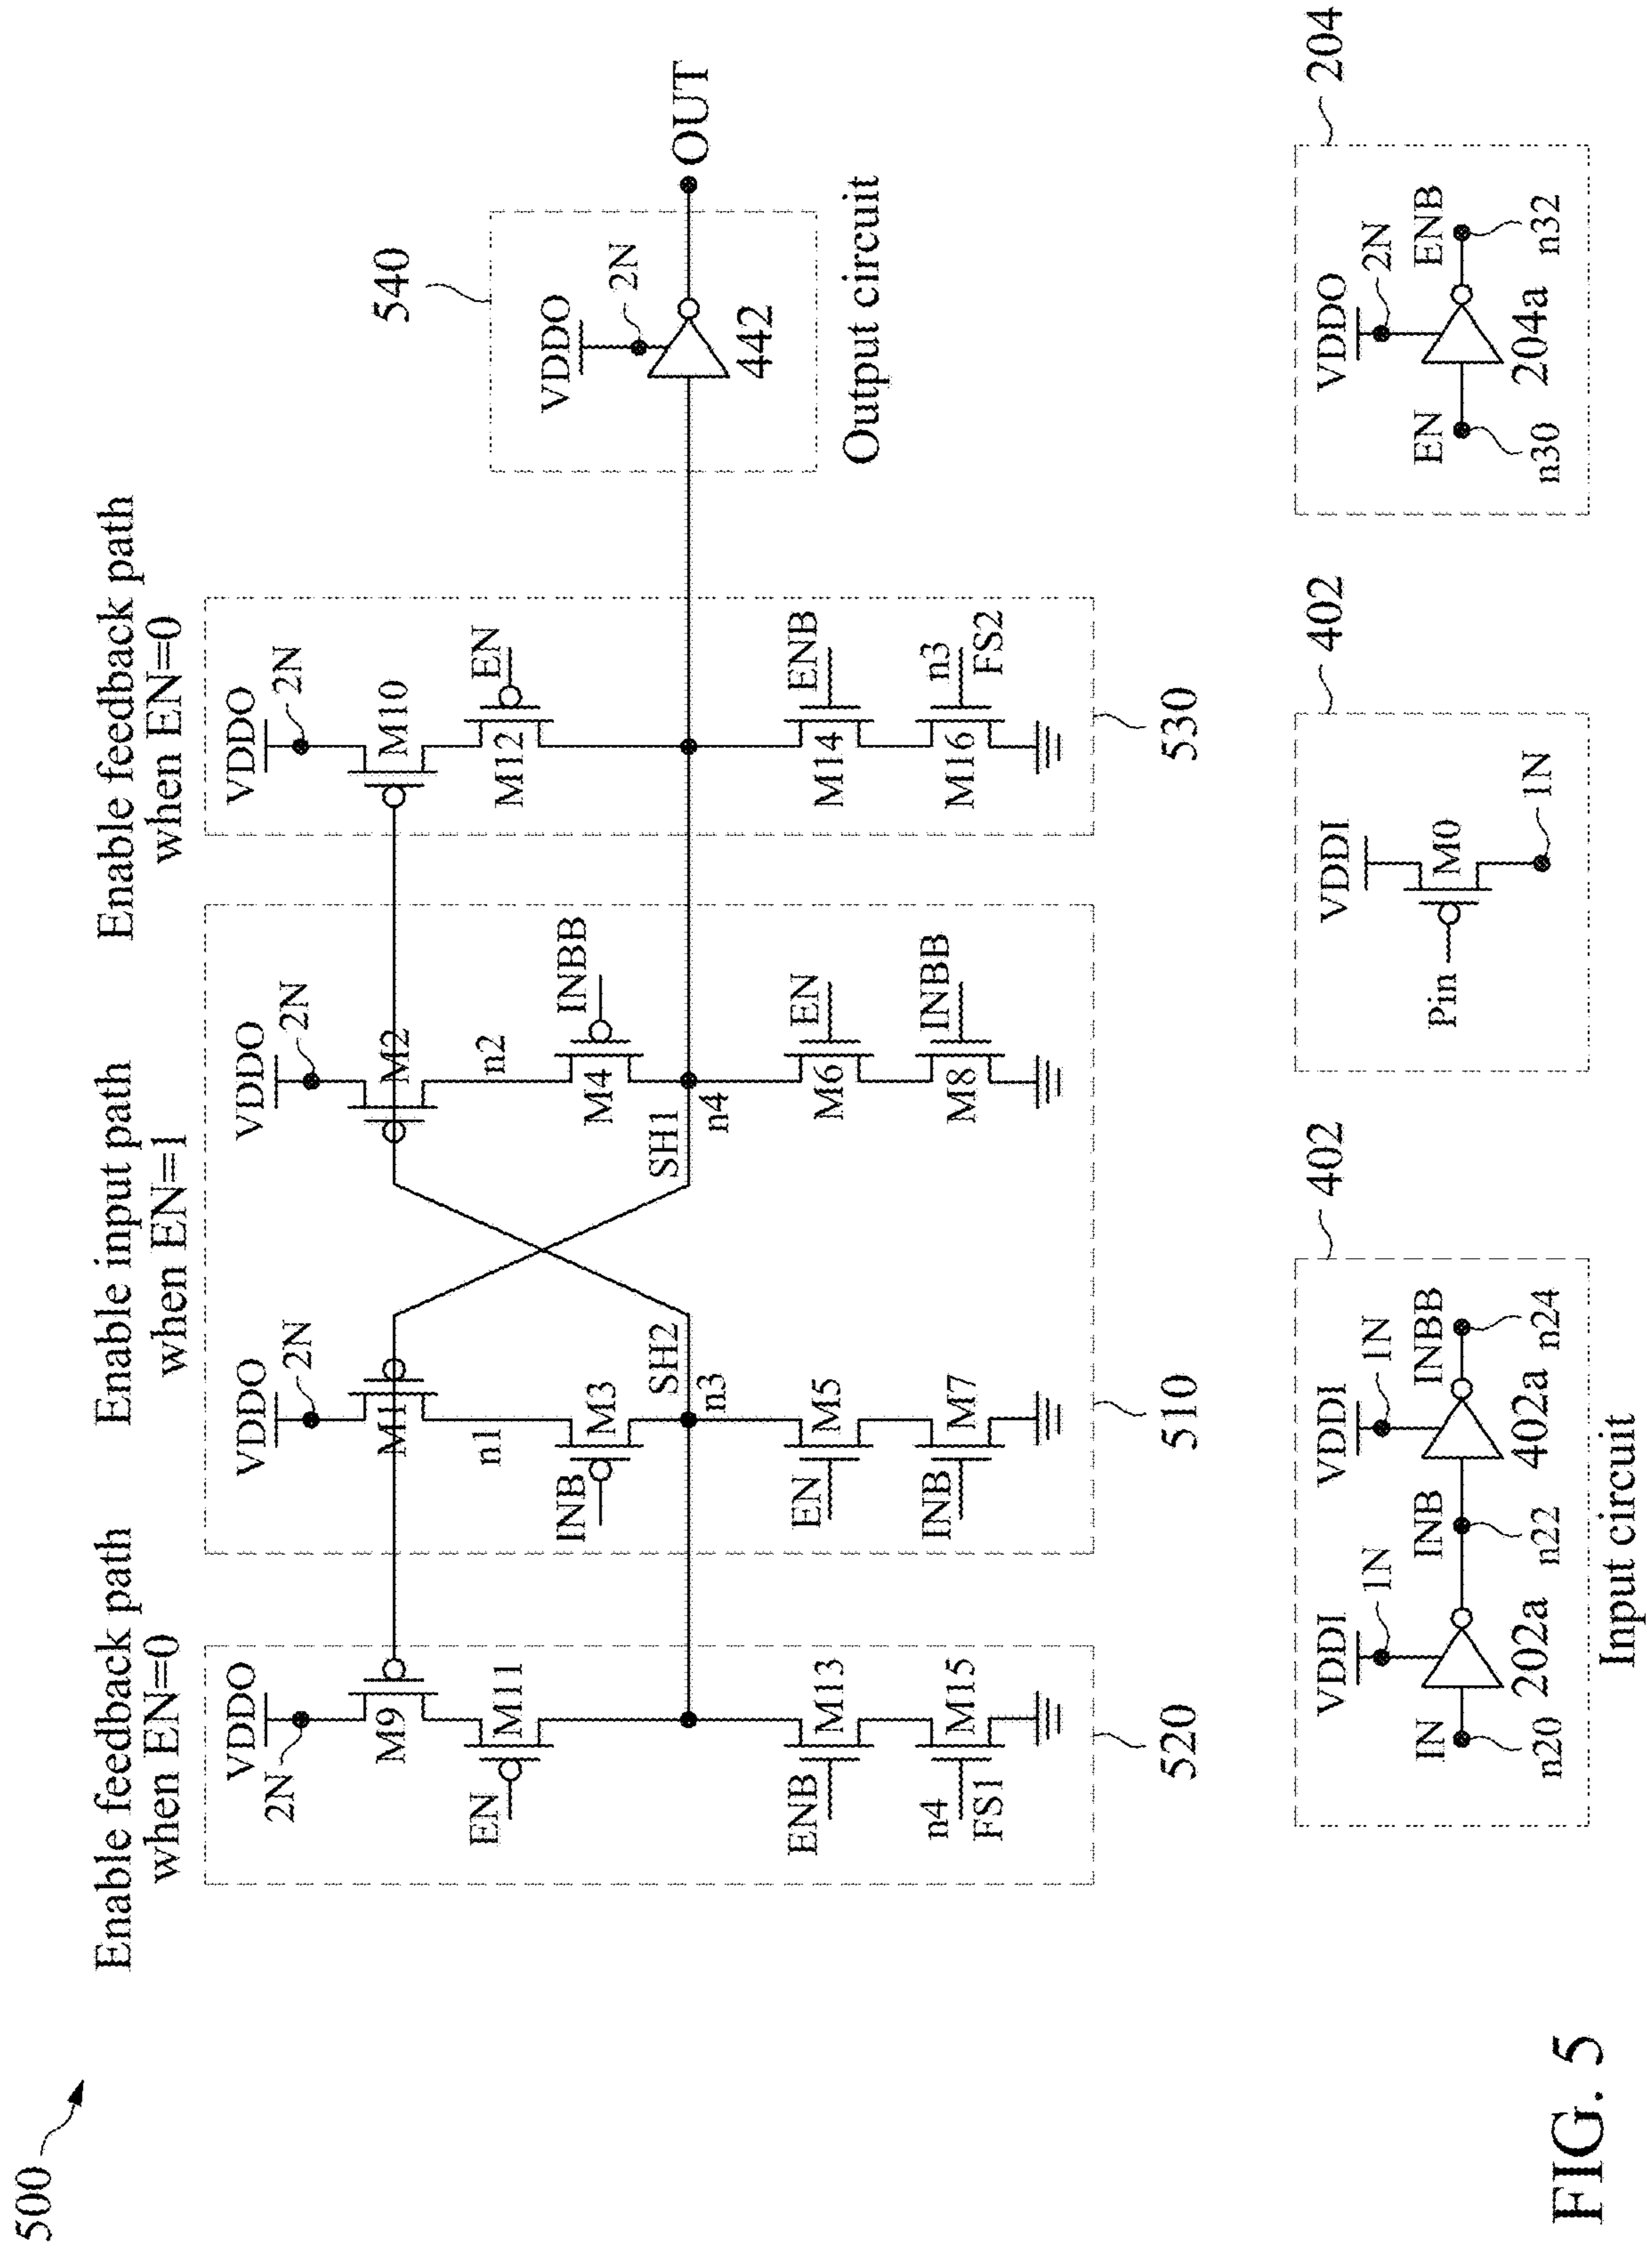 500
Enable feedback path
when EN=0
Enable input path
when EN=1
Enable feedback path
when EN=0
VDDO
2N
M9
M11
EN
ENB
M13
n4
FS1
M15
520
VDDO
2N
M1
n1
INB
M3
SH2
n3
EN
M5
INB
M7
510
VDDO
2N
M2
n2
INBB
M4
SH1
n4
EN
M6
INBB
M8
VDDO
2N
M10
EN
M12
ENB
M14
n3
FS2
M16
530
540
VDDO
2N
442
OUT
Output circuit
402
VDDI
1N
VDDI
1N
IN
INB
INBB
n20
202a
n22
402a
n24
Input circuit
402
VDDI
Pin
M0
1N
204
VDDO
2N
EN
ENB
n30
204a
n32
FIG. 5